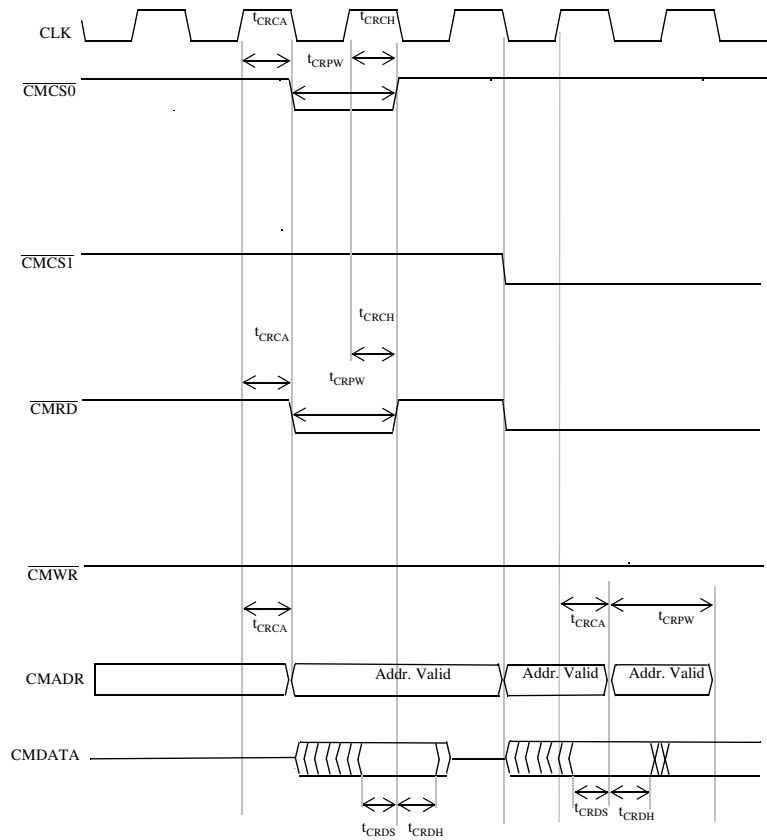 tCRCA tCRCH
CLK
tCRPW
CMCS0
CMCS1
tCRCH
tCRCA
tCRPW
CMRD
CMWR
tCRCA tCRCA tCRPW
CMADR Addr. Valid Addr. Valid Addr. Valid
CMDATA
tCRDS tCRDH tCRDS tCRDH